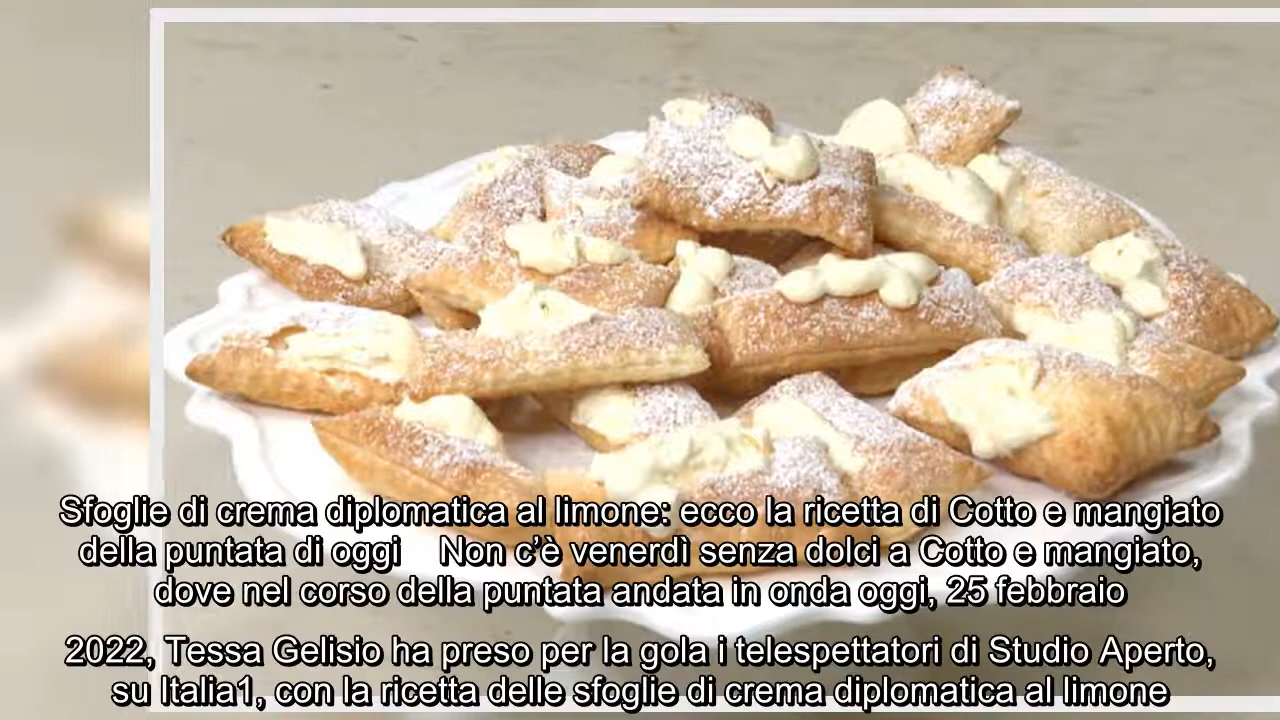 Sfoglie di crema diplomatica al limone: ecco la ricetta di Cotto e mangiato
della puntata di oggi Non c’è venerdì senza dolci a Cotto e mangiato,
dove nel corso della puntata andata in onda oggi, 25 febbraio
2022, Tessa Gelisio ha preso per la gola i telespettatori di Studio Aperto,
su Italia1, con la ricetta delle sfoglie di crema diplomatica al limone